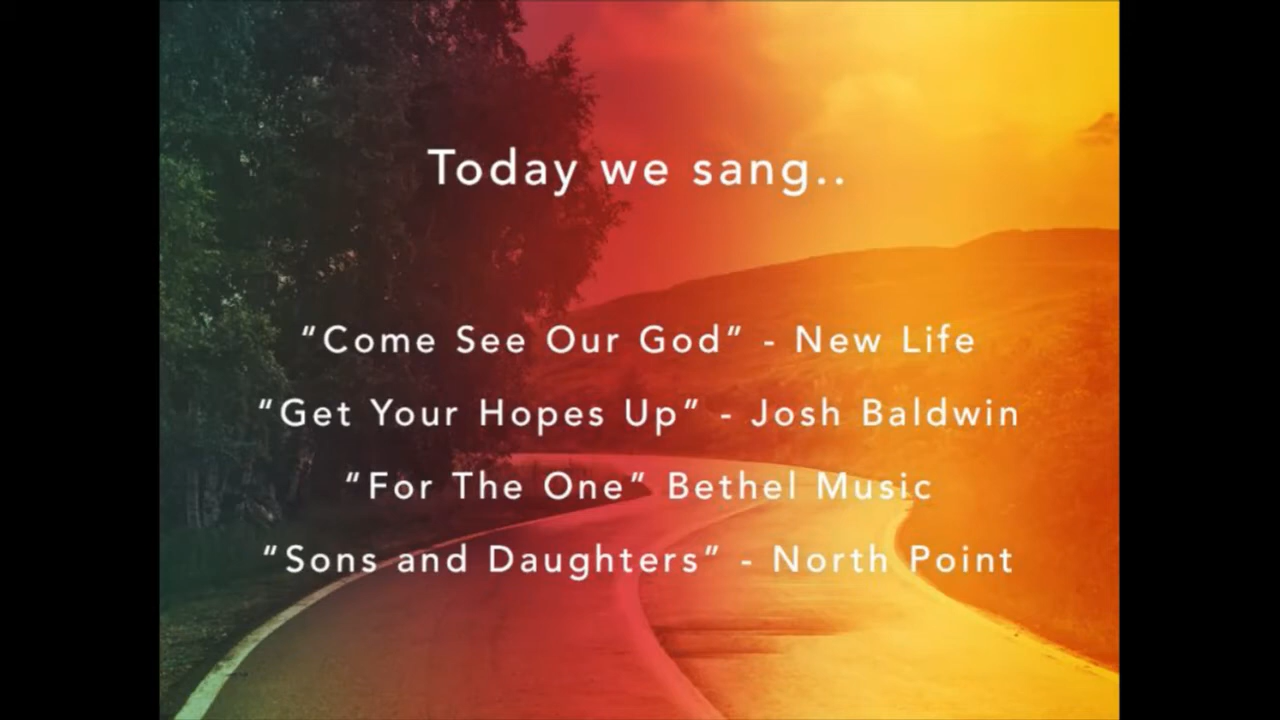 Today we sang..
“Come See Our God” - New Life
“Get Your Hopes Up” - Josh Baldwin
“For The One” Bethel Music
“Sons and Daughters” - North Point